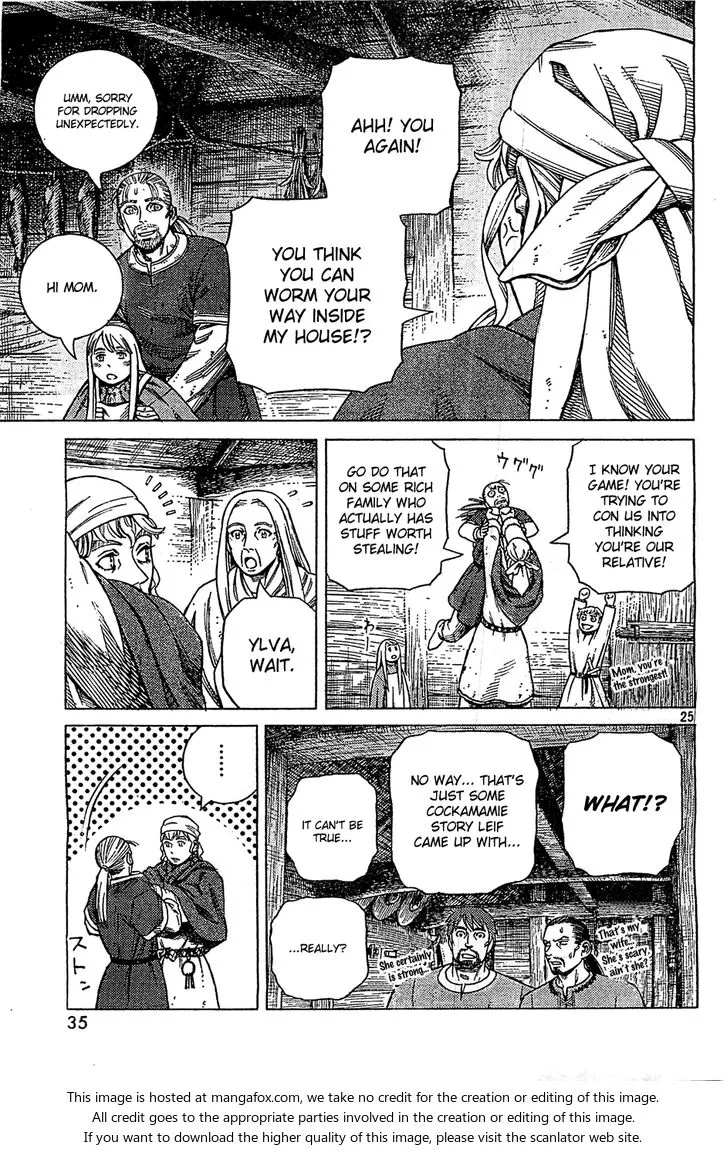 AHH! YOU
AGAIN!
UMM, SORRY
FOR DROPPING
UNEXPECTEDLY.
YOU THINK
YOU CAN
WORM YOUR
WAY INSIDE
MY HOUSE!?
HI MOM.
I KNOW YOUR
GAME! YOU'RE
TRYING TO
CON US INTO
THINKING
YOU'RE OUR
RELATIVE!
ウグググ
GO DO THAT
ON SOME RICH
FAMILY WHO
ACTUALLY HAS
STUFF WORTH
STEALING!
わ
Mom, you're
the strongest!
YLVA,
WAIT.
25
WHAT!?
NO WAY... THAT'S
JUST SOME
COCKAMAMIE
STORY LEIF
CAME UP WITH...
IT CAN'T BE
TRUE...
...REALLY?
That's my
wife...
She's scary,
ain't she!
She certainly
is strong...
......
ストン
35
This image is hosted at mangafox.com, we take no credit for the creation or editing of this image.
All credit goes to the appropriate parties involved in the creation or editing of this image.
If you want to download the higher quality of this image, please visit the scanlator web site.